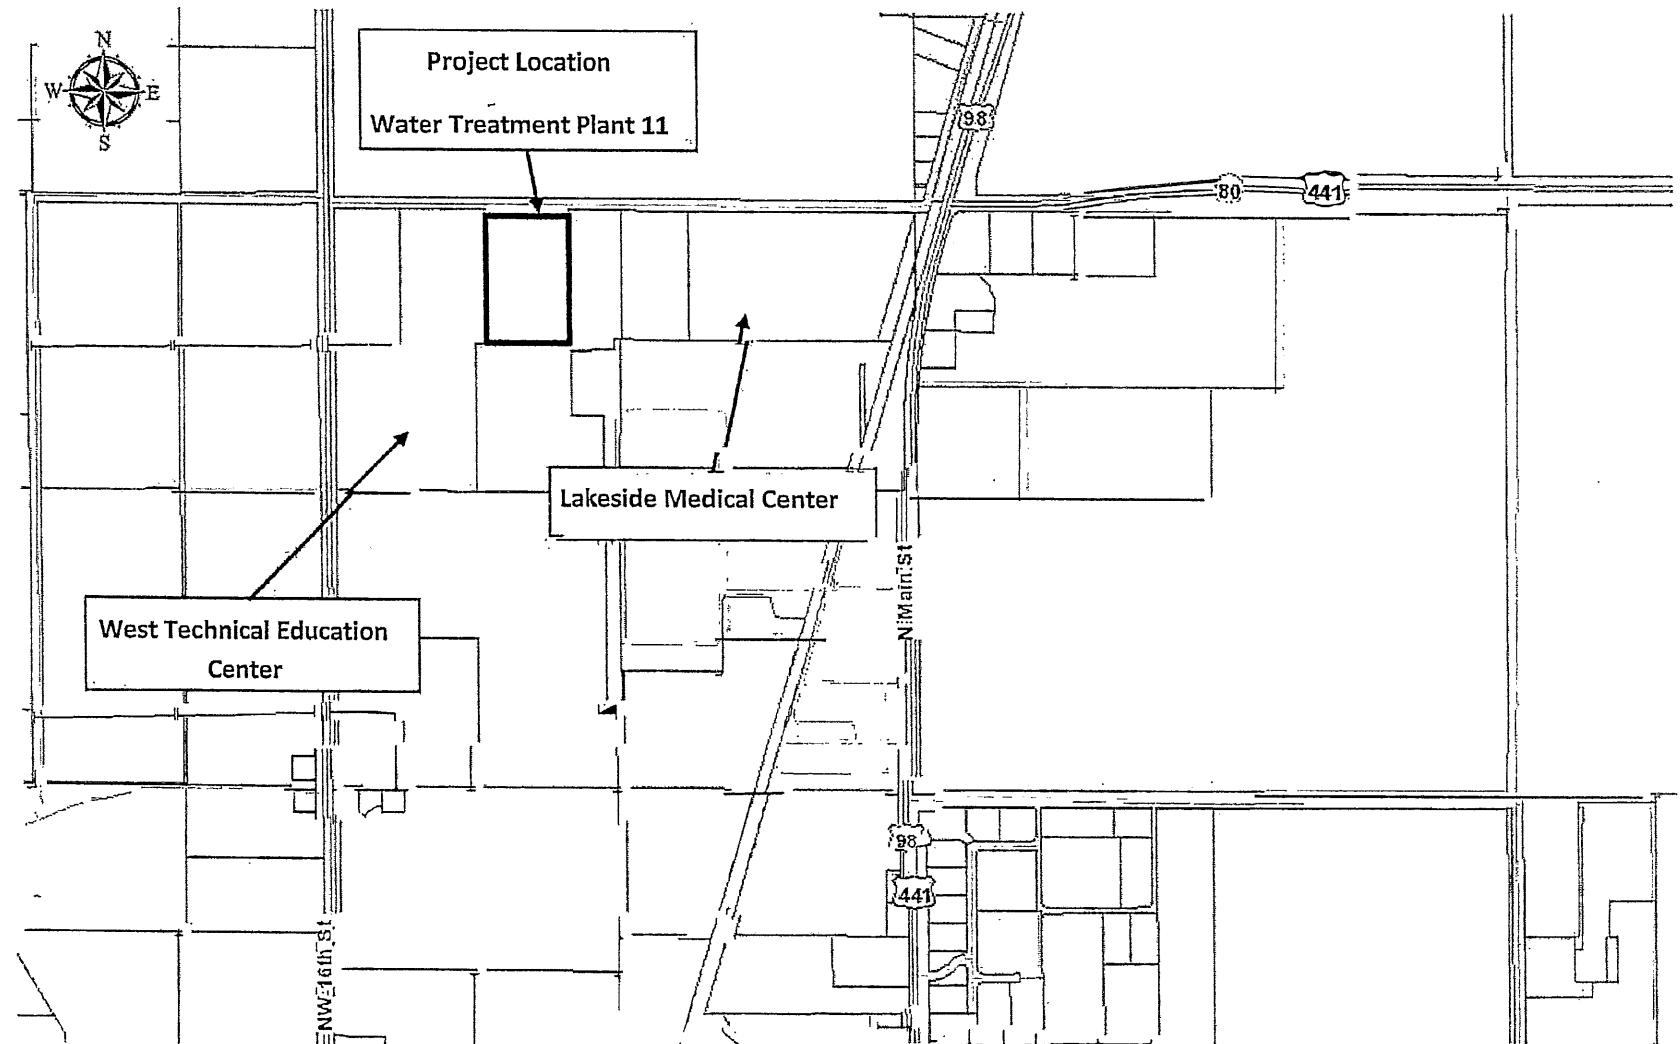 N
W E
S
Project Location
Water Treatment Plant 11
98
80
441
Lakeside Medical Center
N Main St
West Technical Education
Center
98
441
NW 16th St